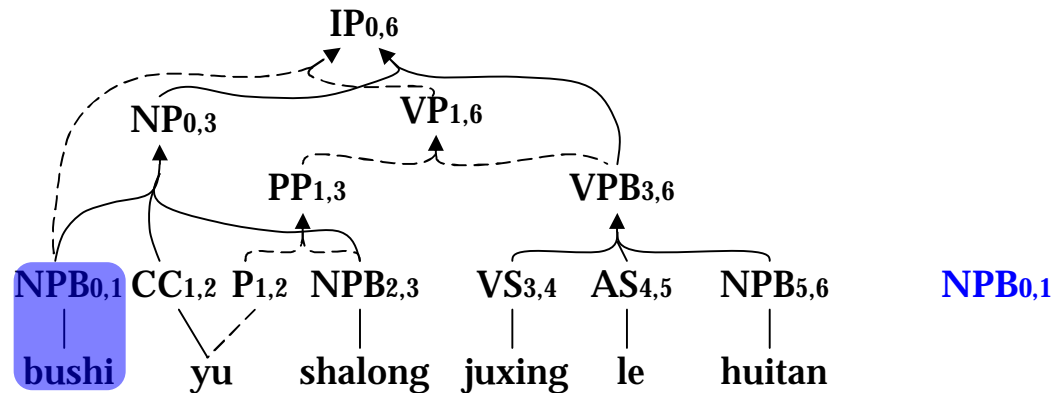 IP0,6
NP0,3 VP1,6
PP1,3 VPB3,6
NPB0,1 CC1,2 P1,2 NPB2,3 VS3,4 AS4,5 NPB5,6 NPB0,1
bushi yu shalong juxing le huitan